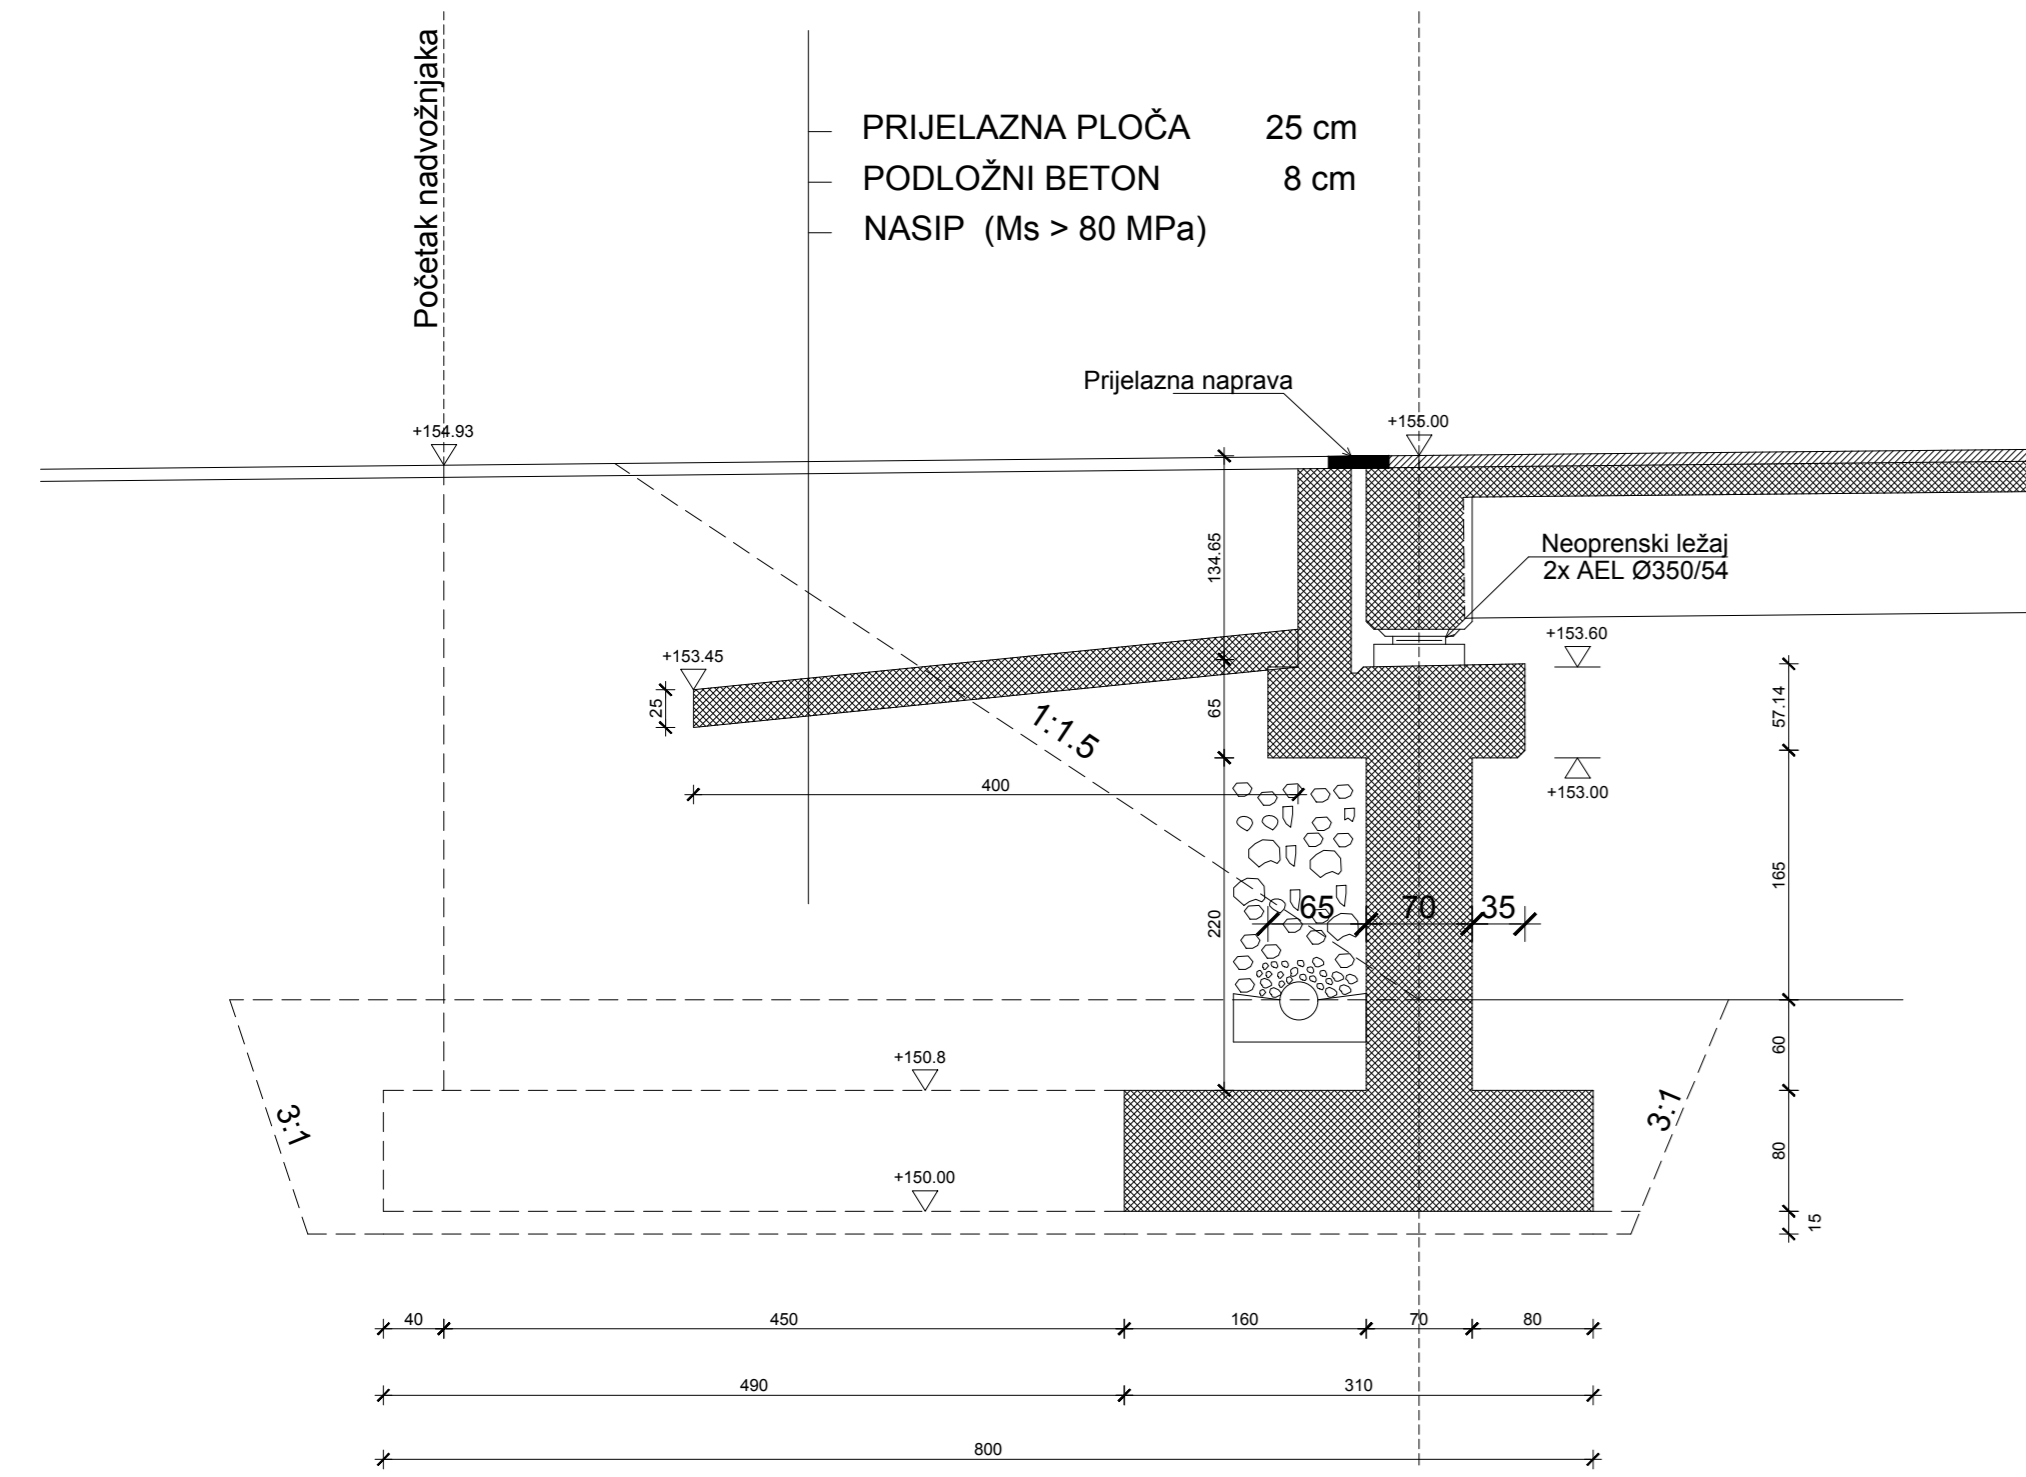 Početak nadvožnjaka
PRIJELAZNA PLOČA 25 cm
PODLOŽNI BETON 8 cm
NASIP (Ms > 80 MPa)
Prijelazna naprava
+154.93
+155.00
134.65
Neoprenski ležaj
2x AEL Ø350/54
+153.60
+153.45
25
65
57.14
1:1.5
400
+153.00
165
65 70 35
220
60
+150.8
3:1
3:1
80
+150.00
15
40 450 160 70 80
490 310
800